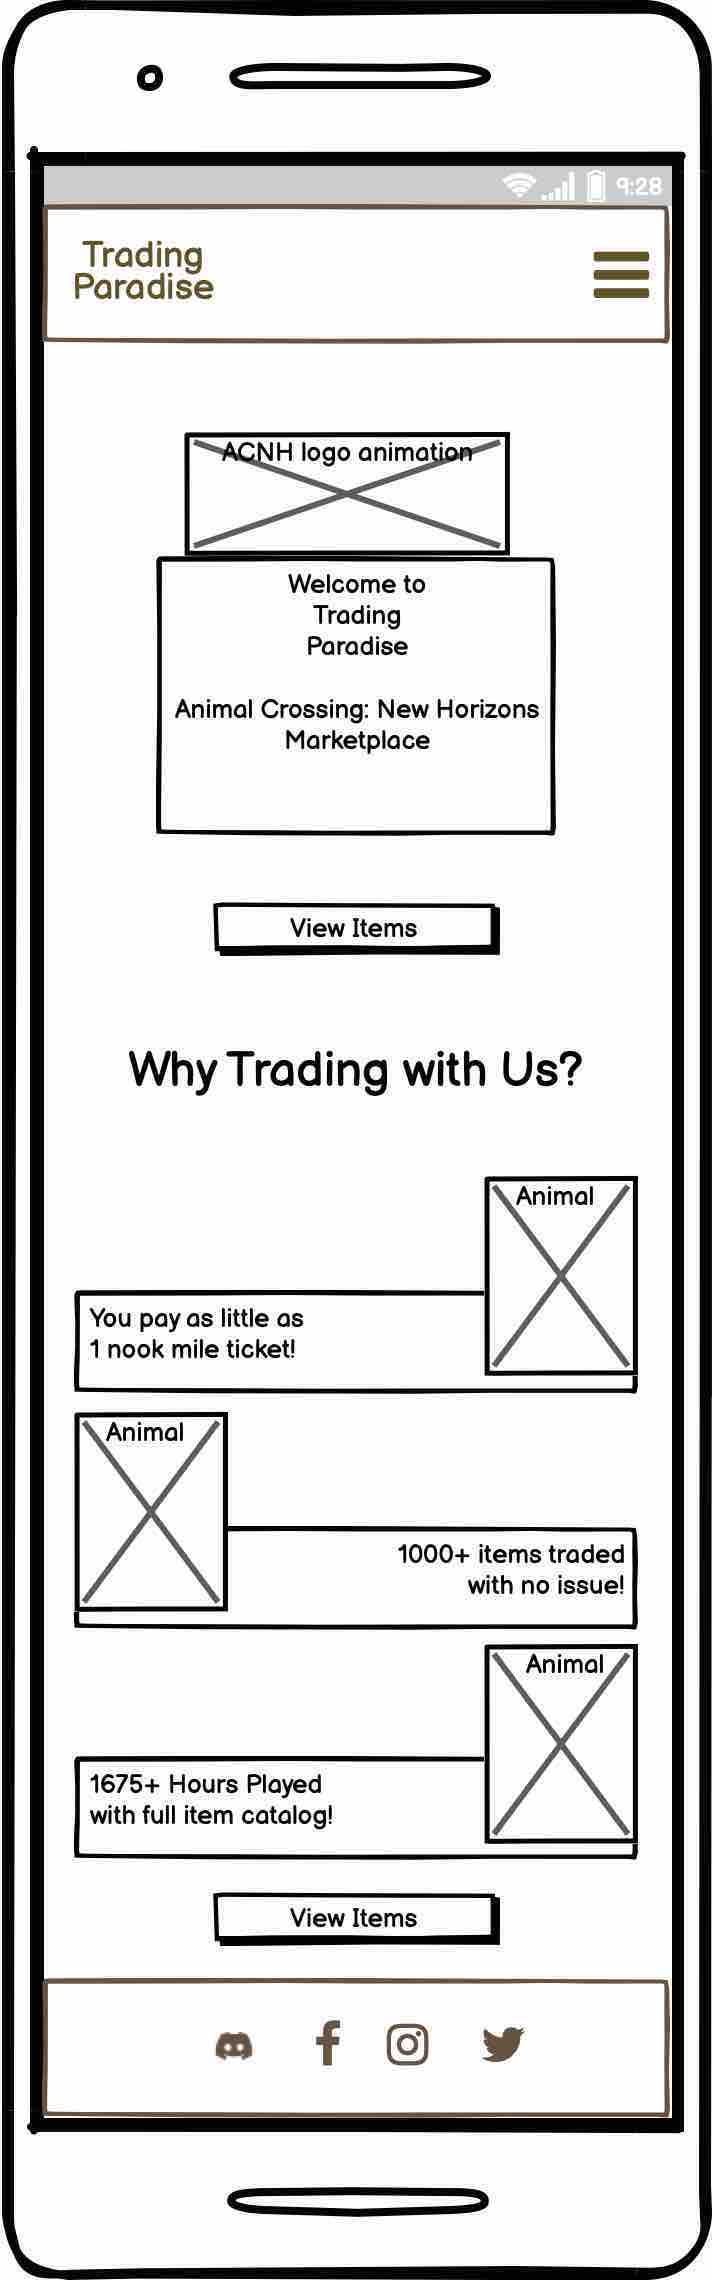 9:28
Trading
Paradise
ACNH logo animation
Welcome to
Trading
Paradise
Animal Crossing: New Horizons
Marketplace
View Items
Why Trading with Us?
Animal
You pay as little as
1 nook mile ticket!
Animal
1000+ items traded
with no issue!
Animal
1675+ Hours Played
with full item catalog!
View Items